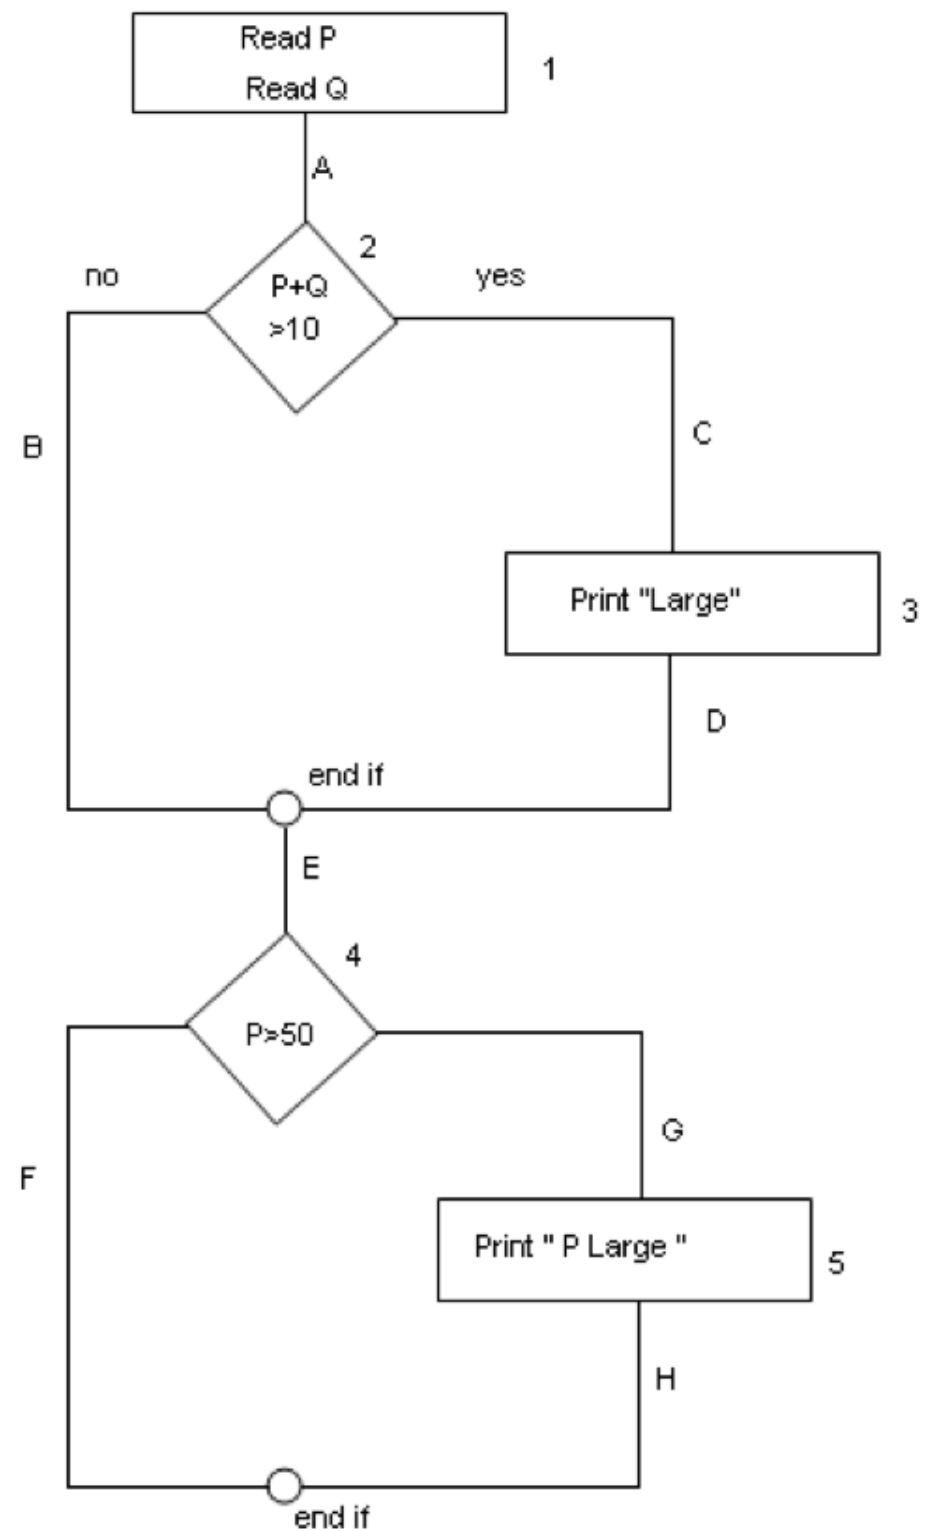 Read P
Read Q
1
A
2
no
P+Q
>10
yes
B
C
Print "Large"
3
D
end if
E
4
P>50
G
F
Print " P Large "
5
H
end if